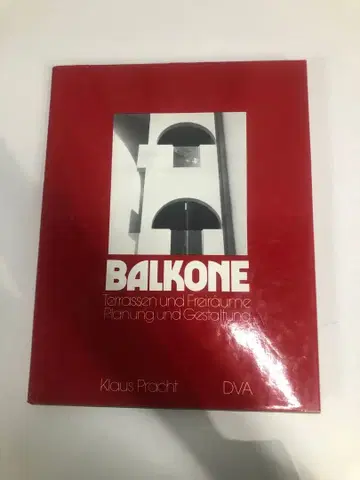 BALKONE
Terrassen und Freiräume
Planung und Gestaltung
Klaus Pracht DVA